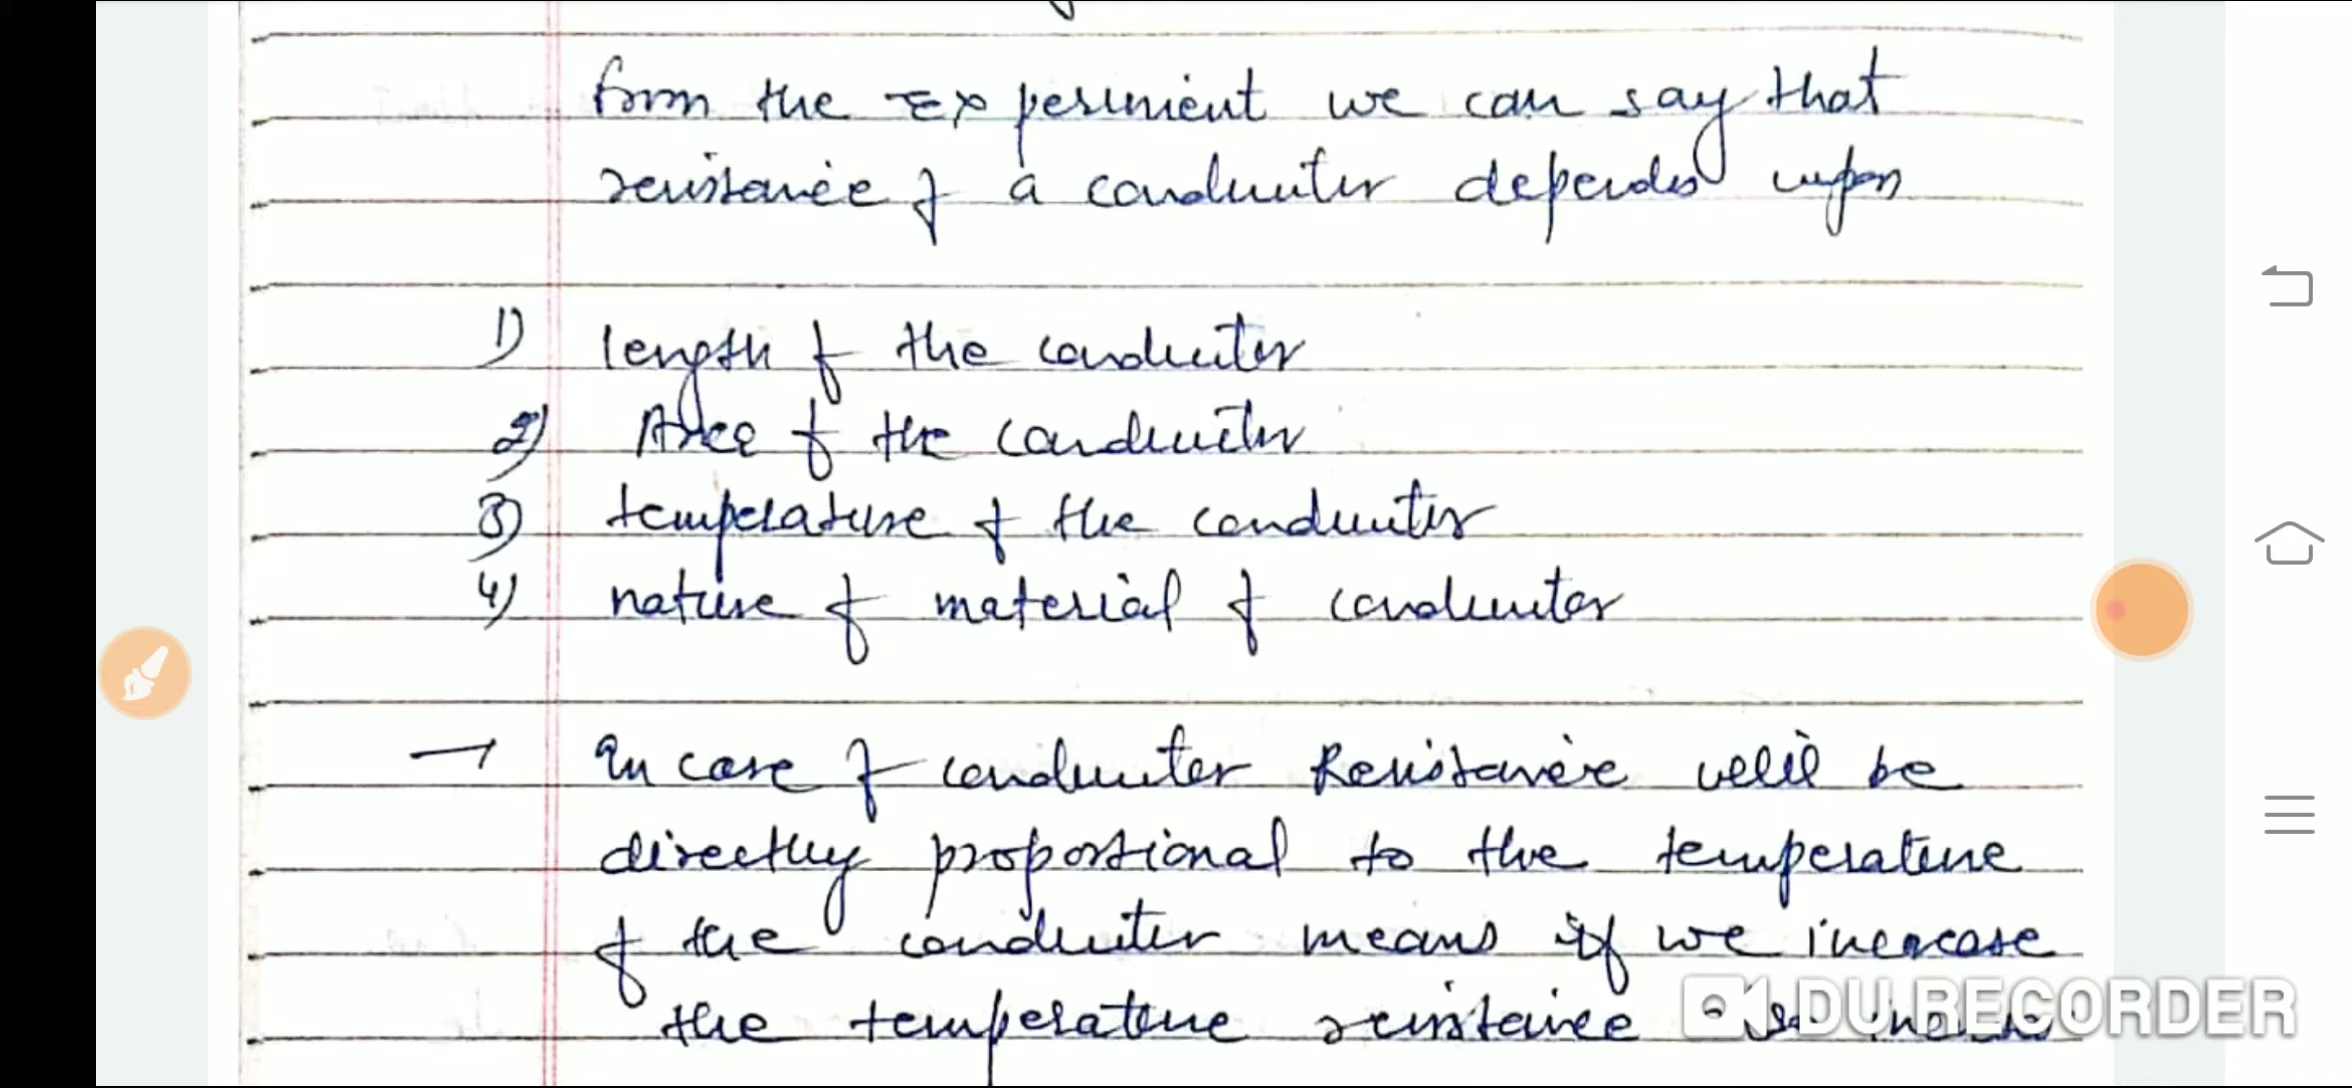 from the Experiment we can say that
resistance of a conductor depends upon
1) length of the conductor
2) Area of the conductor
3) temperature of the conductor
4) nature of material of conductor
→ In case of conductor Resistance will be
directly proportional to the temperature
of the conductor means if we increase
the temperature resistance
DU RECORDER